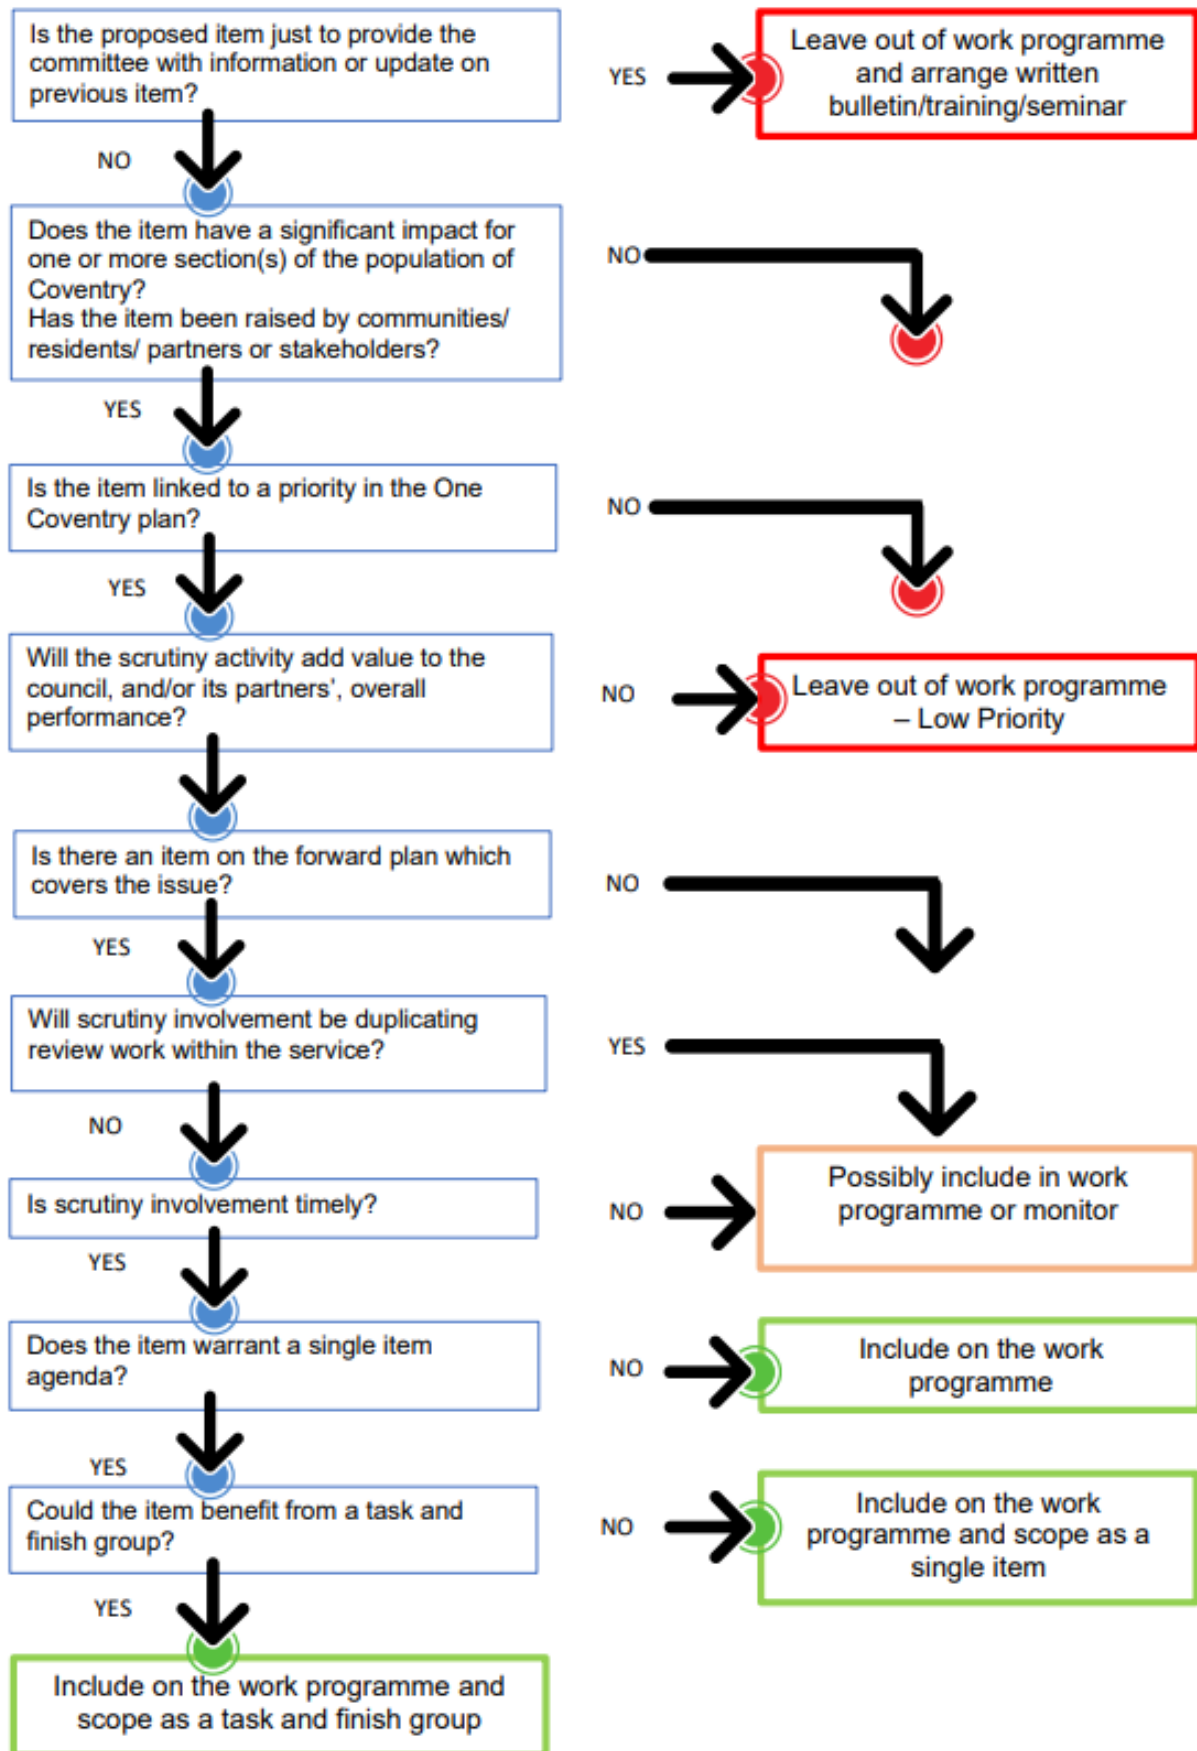 Is the proposed item just to provide the
committee with information or update on
previous item?
YES
Leave out of work programme
and arrange written
bulletin/training/seminar
NO
Does the item have a significant impact for
one or more section(s) of the population of
Coventry?
Has the item been raised by communities/
residents/ partners or stakeholders?
NO
YES
Is the item linked to a priority in the One
Coventry plan?
NO
YES
Will the scrutiny activity add value to the
council, and/or its partners’, overall
performance?
NO
Leave out of work programme
– Low Priority
Is there an item on the forward plan which
covers the issue?
NO
YES
Will scrutiny involvement be duplicating
review work within the service?
YES
NO
Is scrutiny involvement timely?
NO
Possibly include in work
programme or monitor
YES
Does the item warrant a single item
agenda?
NO
Include on the work
programme
YES
Could the item benefit from a task and
finish group?
NO
Include on the work
programme and scope as a
single item
YES
Include on the work programme and
scope as a task and finish group